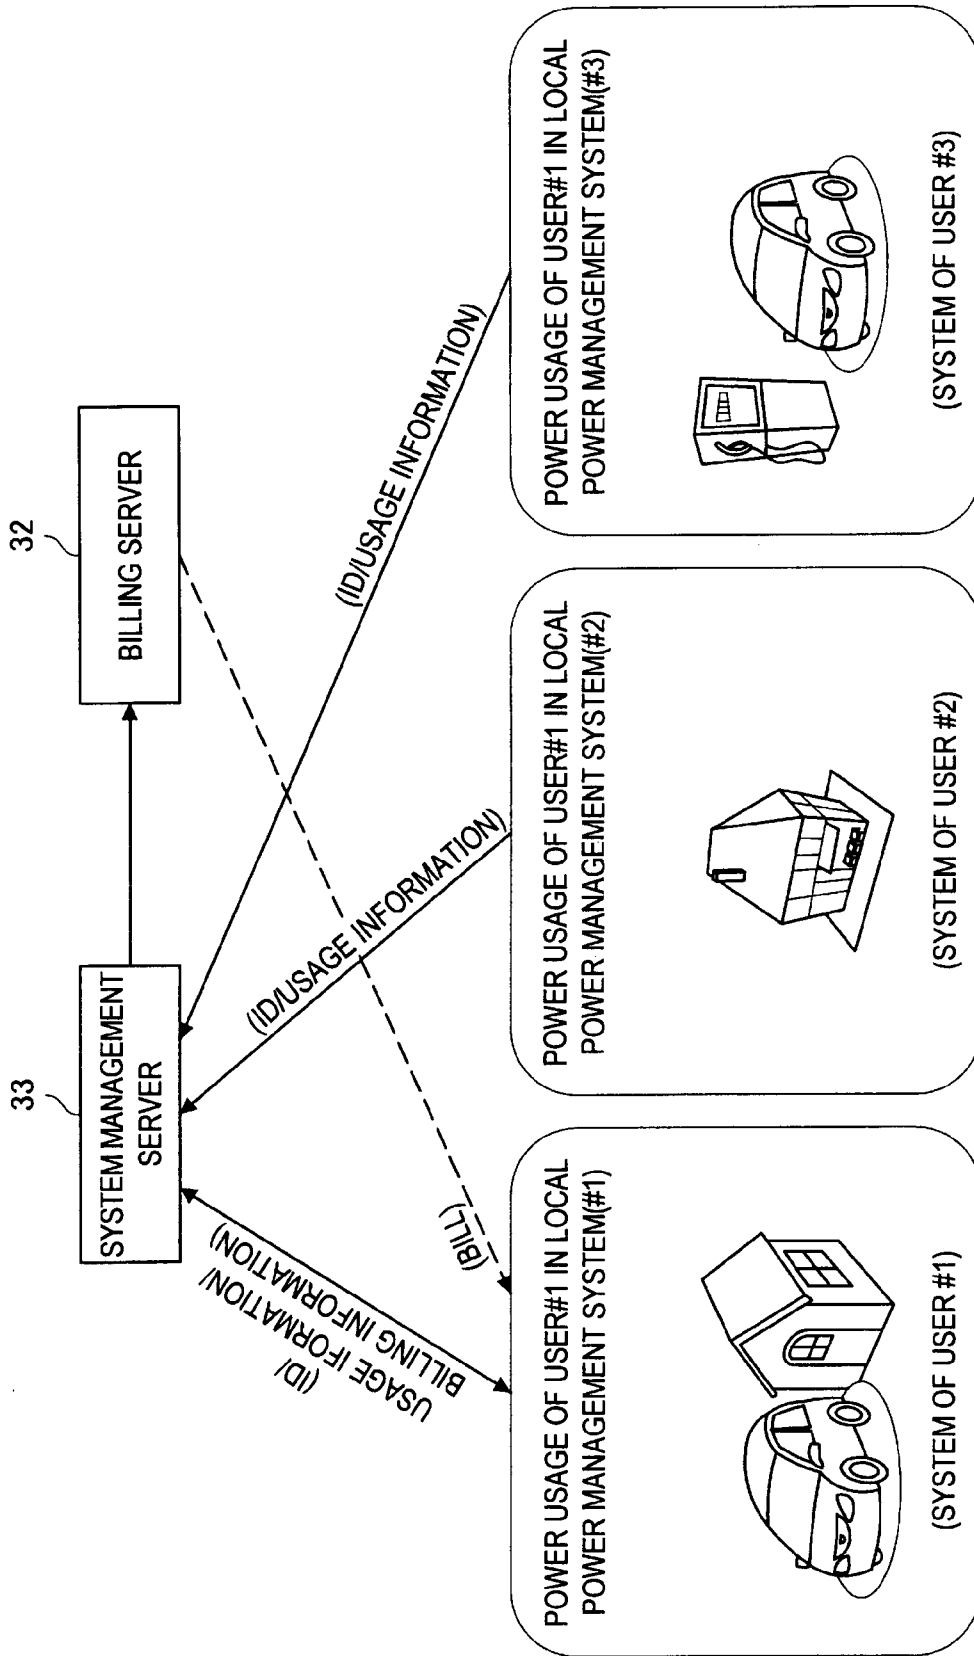 33
SYSTEM MANAGEMENT
SERVER
32
BILLING SERVER
(ID/
USAGE IFORMATION/
BILLING INFORMATION)
(BILL)
(ID/USAGE INFORMATION)
(ID/USAGE INFORMATION)
POWER USAGE OF USER#1 IN LOCAL
POWER MANAGEMENT SYSTEM(#1)
(SYSTEM OF USER #1)
POWER USAGE OF USER#1 IN LOCAL
POWER MANAGEMENT SYSTEM(#2)
(SYSTEM OF USER #2)
POWER USAGE OF USER#1 IN LOCAL
POWER MANAGEMENT SYSTEM(#3)
(SYSTEM OF USER #3)